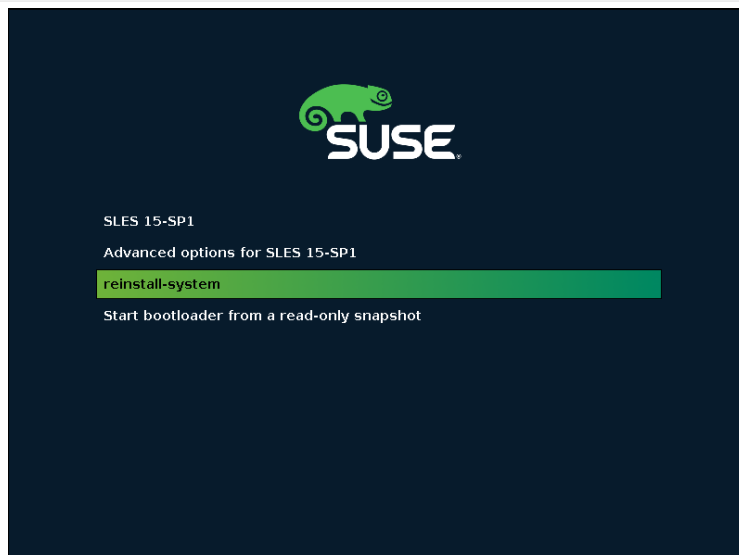 SUSE
SLES 15-SP1
Advanced options for SLES 15-SP1
reinstall-system
Start bootloader from a read-only snapshot